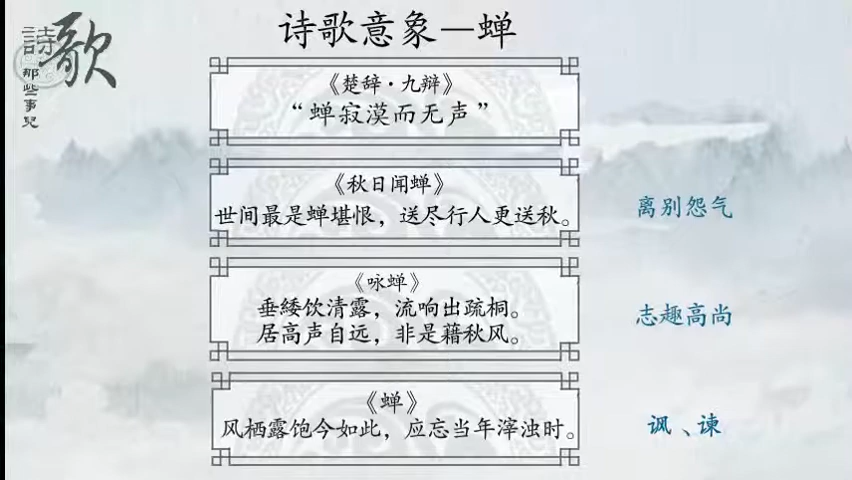 詩歌
那些事兒
诗歌意象—蝉
《楚辞·九辩》
“蝉寂漠而无声”
《秋日闻蝉》
世间最是蝉堪恨，送尽行人更送秋。
离别怨气
《咏蝉》
垂緌饮清露，流响出疏桐。
居高声自远，非是藉秋风。
志趣高尚
《蝉》
风栖露饱今如此，应忘当年滓浊时。
讽、谏